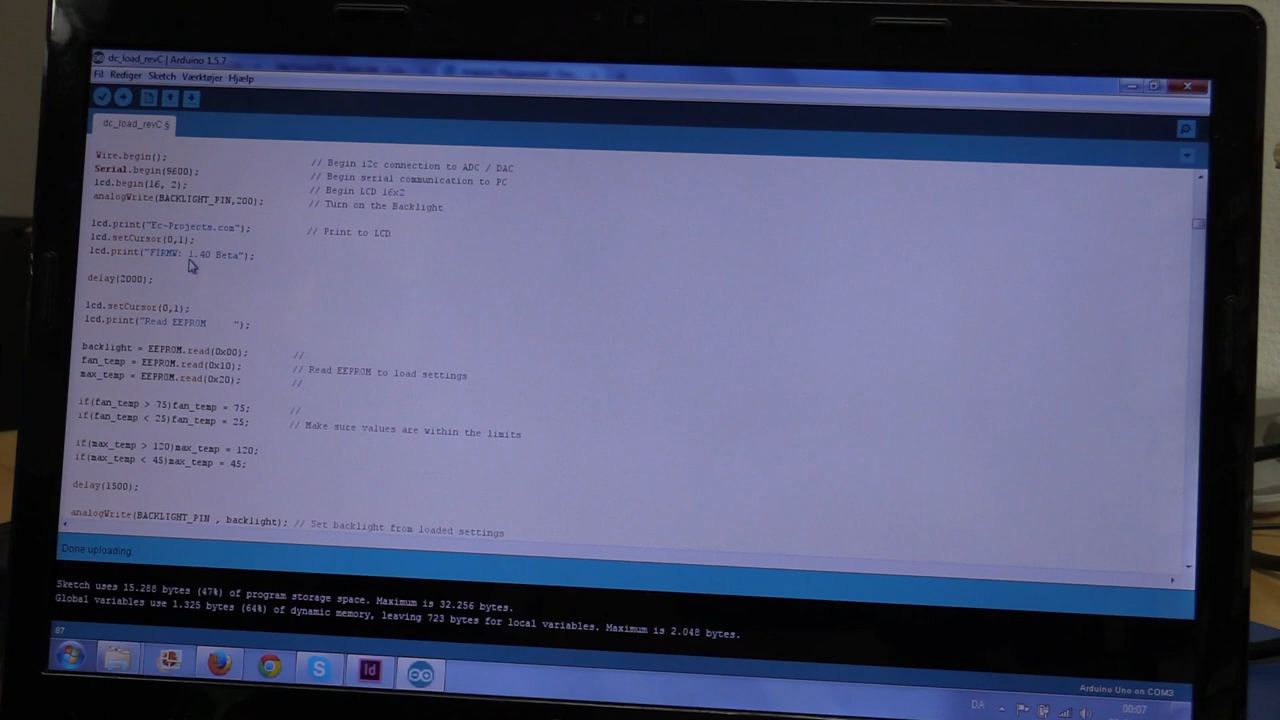 dc_load_revC | Arduino 1.5.7
Fil Rediger Sketch Værktøjer Hjælp
dc_load_revC §
Wire.begin(); // Begin i2c connection to ADC / DAC
Serial.begin(9600); // Begin serial communication to PC
lcd.begin(16, 2); // Begin LCD 16x2
analogWrite(BACKLIGHT_PIN,200); // Turn on the Backlight
lcd.print("Ec-Projects.com"); // Print to LCD
lcd.setCursor(0,1);
lcd.print("FIRMW: 1.40 Beta");
delay(2000);
lcd.setCursor(0,1);
lcd.print("Read EEPROM     ");
backlight = EEPROM.read(0x00); //
fan_temp = EEPROM.read(0x10); // Read EEPROM to load settings
max_temp = EEPROM.read(0x20); //
if(fan_temp > 75)fan_temp = 75; //
if(fan_temp < 25)fan_temp = 25; // Make sure values are within the limits
if(max_temp > 120)max_temp = 120;
if(max_temp < 45)max_temp = 45;
delay(1500);
analogWrite(BACKLIGHT_PIN , backlight); // Set backlight from loaded settings
Done uploading.
Sketch uses 15.288 bytes (47%) of program storage space. Maximum is 32.256 bytes.
Global variables use 1.325 bytes (64%) of dynamic memory, leaving 723 bytes for local variables. Maximum is 2.048 bytes.
87
Arduino Uno on COM3
S
Id
DA
00:07